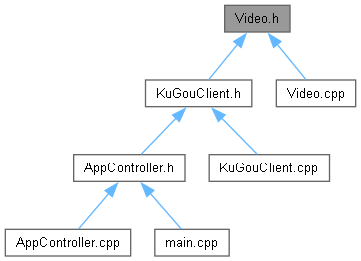 Video.h
KuGouClient.h
Video.cpp
AppController.h
KuGouClient.cpp
AppController.cpp
main.cpp